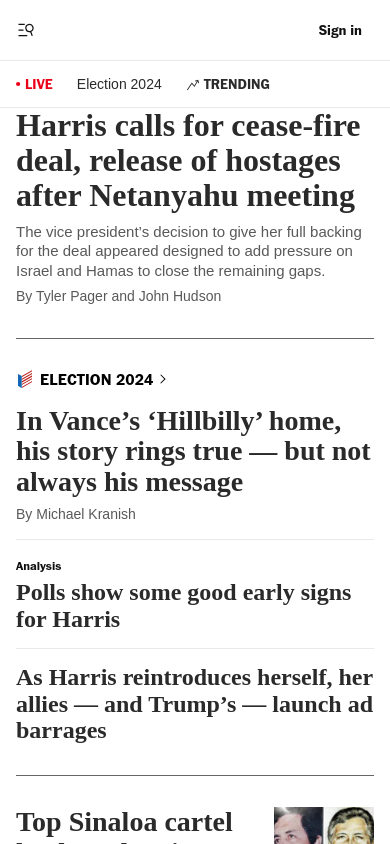 Sign in
LIVE
Election 2024
TRENDING
Harris calls for cease-fire
deal, release of hostages
after Netanyahu meeting
The vice president’s decision to give her full backing
for the deal appeared designed to add pressure on
Israel and Hamas to close the remaining gaps.
By Tyler Pager and John Hudson
ELECTION 2024
In Vance’s ‘Hillbilly’ home,
his story rings true — but not
always his message
By Michael Kranish
Analysis
Polls show some good early signs
for Harris
As Harris reintroduces herself, her
allies — and Trump’s — launch ad
barrages
Top Sinaloa cartel